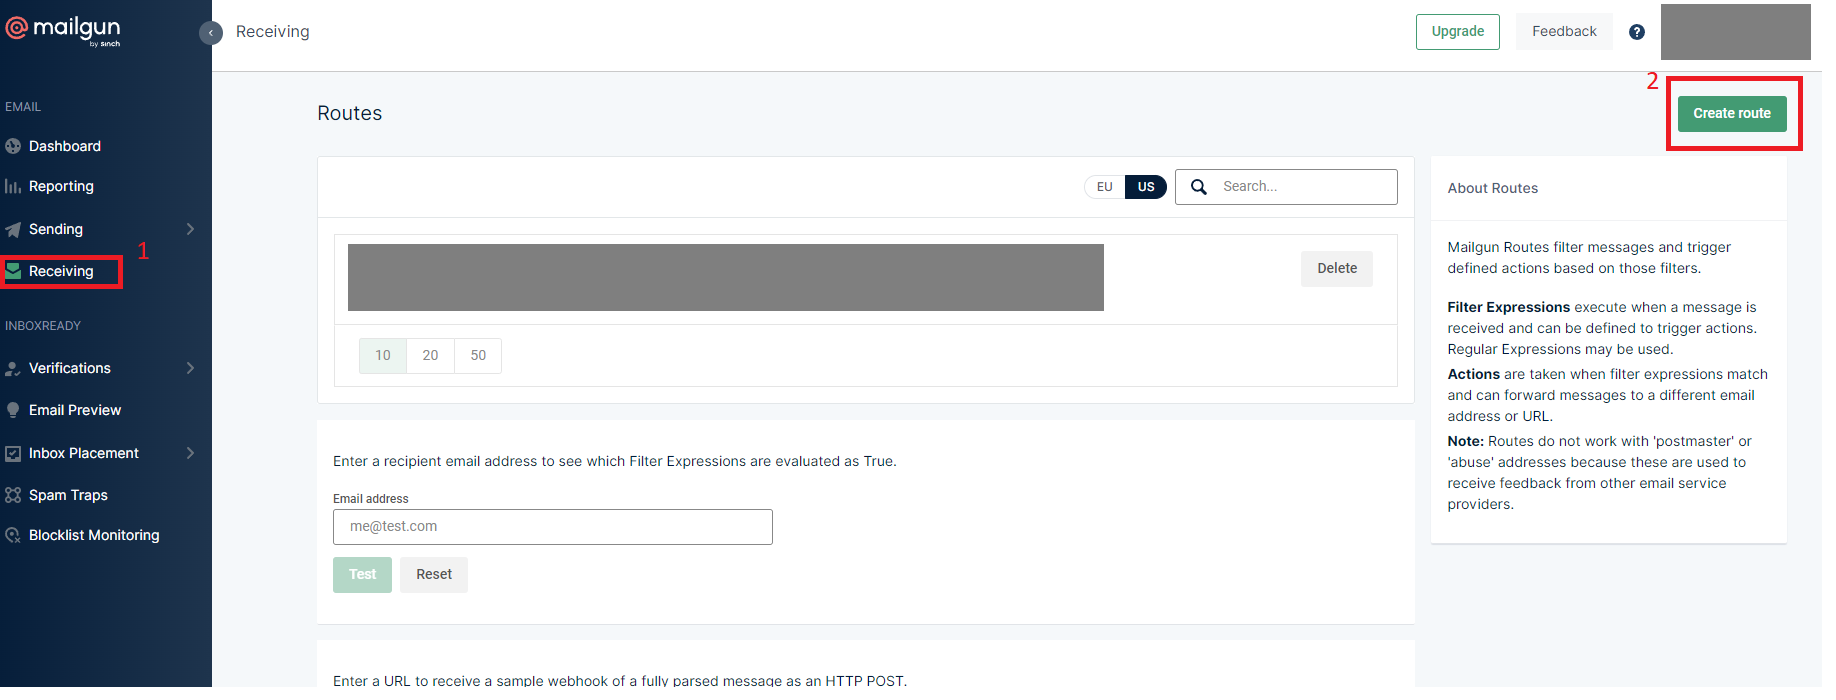 mailgun
by sinch
Receiving
Upgrade
Feedback
?
EMAIL
Dashboard
Reporting
Sending
1
Receiving
INBOXREADY
Verifications
Email Preview
Inbox Placement
Spam Traps
Blocklist Monitoring
Routes
2
Create route
EU US Search...
Delete
10 20 50
Enter a recipient email address to see which Filter Expressions are evaluated as True.
Email address
me@test.com
Test Reset
Enter a URL to receive a sample webhook of a fully parsed message as an HTTP POST.
About Routes
Mailgun Routes filter messages and trigger
defined actions based on those filters.
Filter Expressions execute when a message is
received and can be defined to trigger actions.
Regular Expressions may be used.
Actions are taken when filter expressions match
and can forward messages to a different email
address or URL.
Note: Routes do not work with 'postmaster' or
'abuse' addresses because these are used to
receive feedback from other email service
providers.